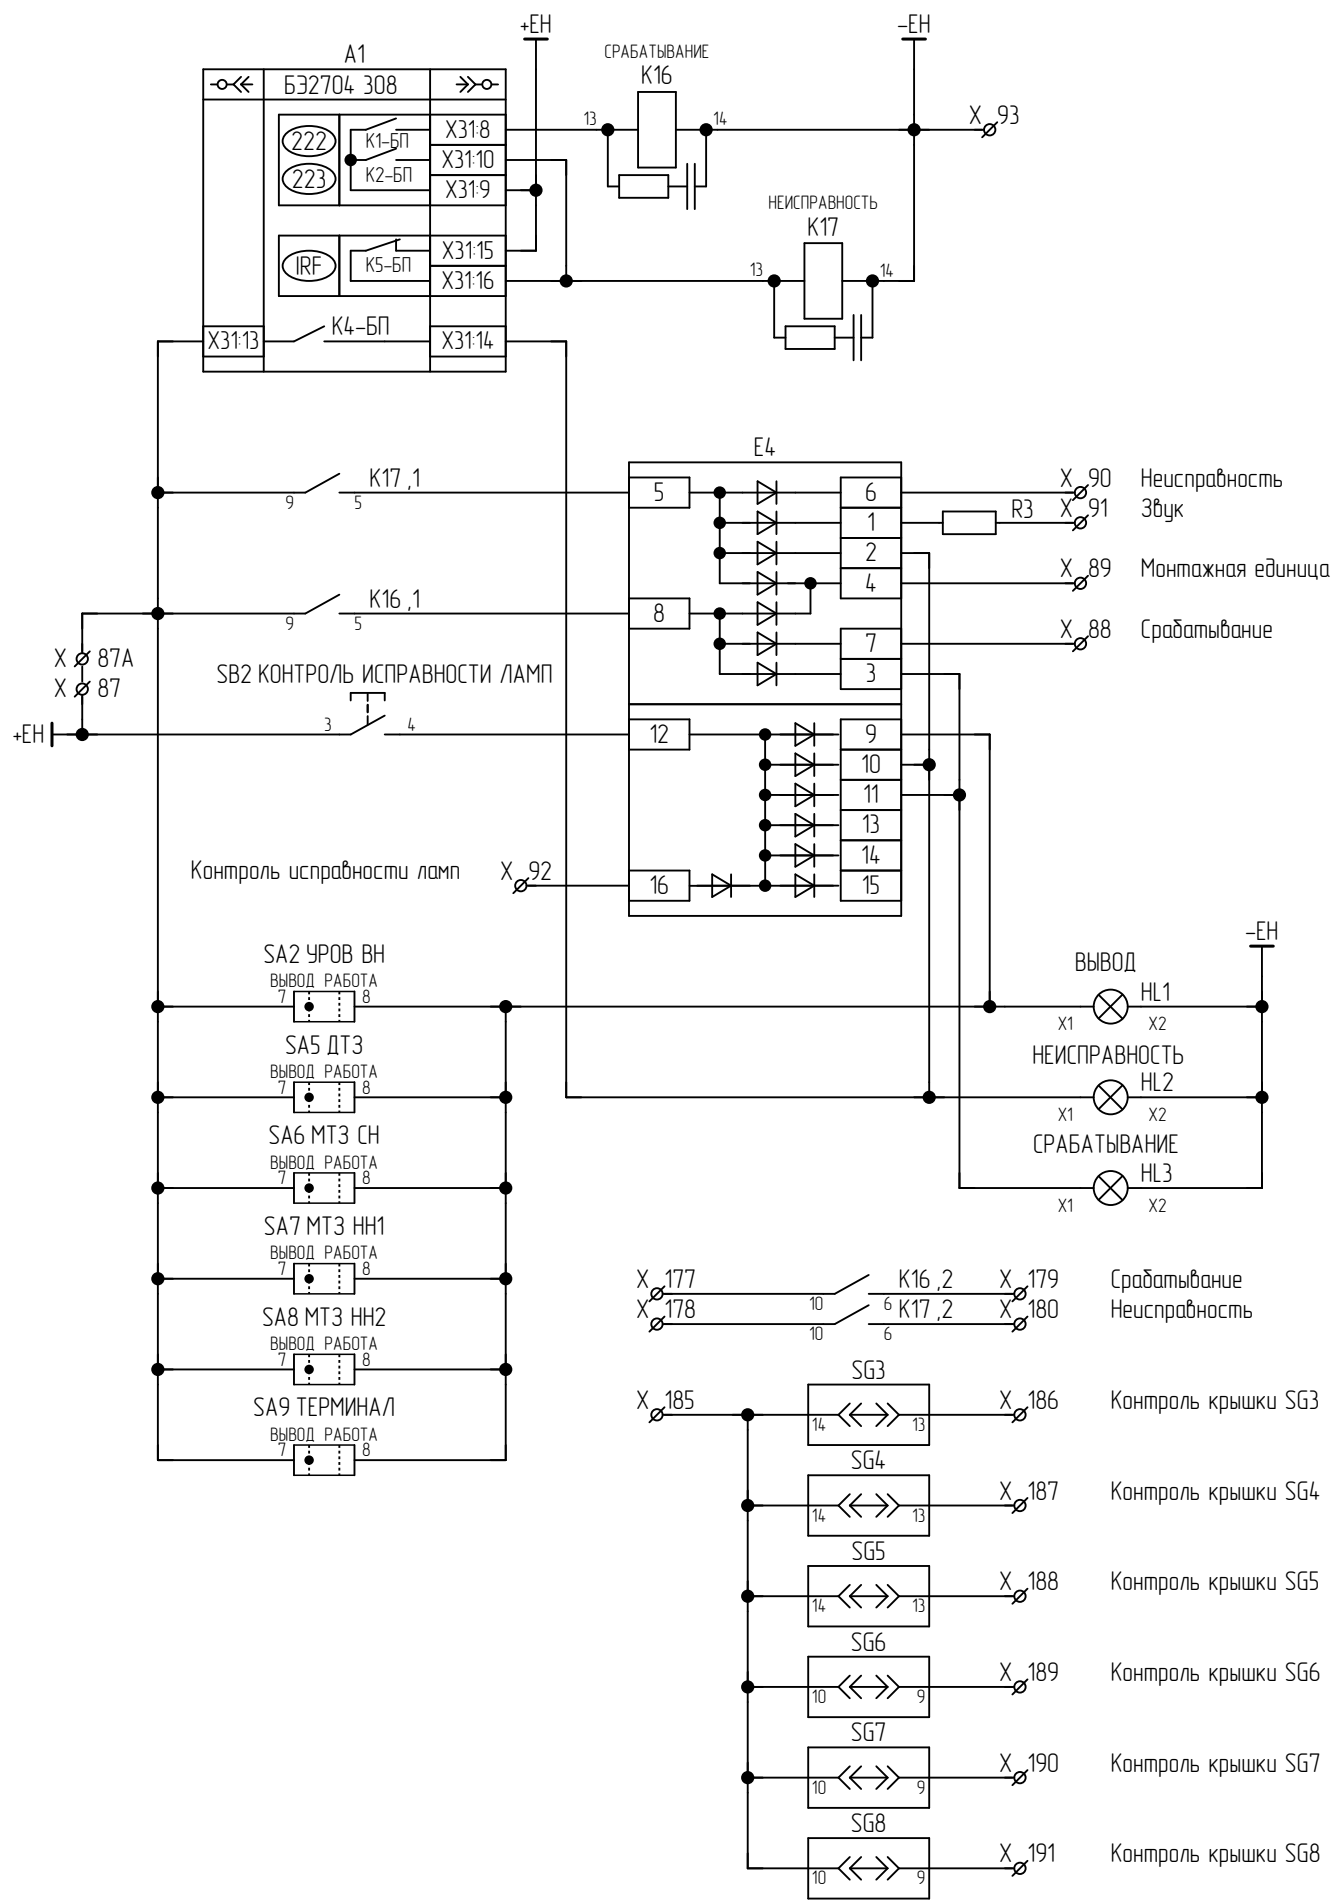 +ЕН
–ЕН
А1
СРАБАТЫВАНИЕ
К16
БЭ2704 308
13
14
Х 93
222
К1–БП
Х31:8
Х31:10
223
К2–БП
Х31:9
НЕИСПРАВНОСТЬ
К17
IRF
К5–БП
Х31:15
Х31:16
13
14
Х31:13
К4–БП
Х31:14
Е4
К17 ,1
9
5
5
6
Х 90
Неисправность
1
R3
Х 91
Звук
2
4
Х 89
Монтажная единица
К16 ,1
9
5
8
7
Х 88
Срабатывание
3
Х 87А
Х 87
SB2 КОНТРОЛЬ ИСПРАВНОСТИ ЛАМП
+ЕН
3
4
12
9
10
11
13
14
Контроль исправности ламп
Х 92
16
15
–ЕН
SA2 УРОВ ВН
ВЫВОД РАБОТА
7
8
ВЫВОД
HL1
Х1
Х2
SA5 ДТЗ
ВЫВОД РАБОТА
7
8
НЕИСПРАВНОСТЬ
HL2
Х1
Х2
SA6 МТЗ СН
ВЫВОД РАБОТА
7
8
СРАБАТЫВАНИЕ
HL3
Х1
Х2
SA7 МТЗ НН1
ВЫВОД РАБОТА
7
8
SA8 МТЗ НН2
ВЫВОД РАБОТА
7
8
SA9 ТЕРМИНАЛ
ВЫВОД РАБОТА
7
8
Х 177
10
6
К16 ,2
Х 179
Срабатывание
Х 178
10
6
К17 ,2
Х 180
Неисправность
Х 185
SG3
14
13
Х 186
Контроль крышки SG3
SG4
14
13
Х 187
Контроль крышки SG4
SG5
14
13
Х 188
Контроль крышки SG5
SG6
10
9
Х 189
Контроль крышки SG6
SG7
10
9
Х 190
Контроль крышки SG7
SG8
10
9
Х 191
Контроль крышки SG8